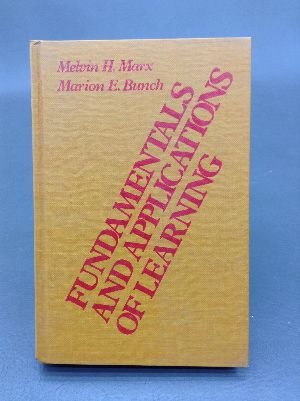 Melvin H. Marx
Marion E. Bunch
FUNDAMENTALS
AND APPLICATIONS
OF LEARNING